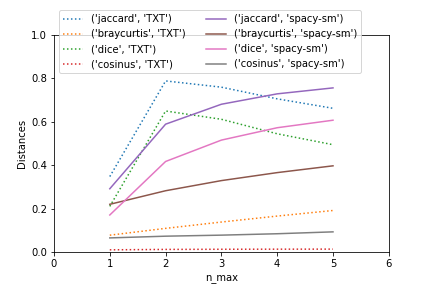 ('jaccard', 'TXT') ('jaccard', 'spacy-sm')
('braycurtis', 'TXT') ('braycurtis', 'spacy-sm')
('dice', 'TXT') ('dice', 'spacy-sm')
('cosinus', 'TXT') ('cosinus', 'spacy-sm')
1.0
0.8
0.6
0.4
0.2
0.0
Distances
0 1 2 3 4 5 6
n_max